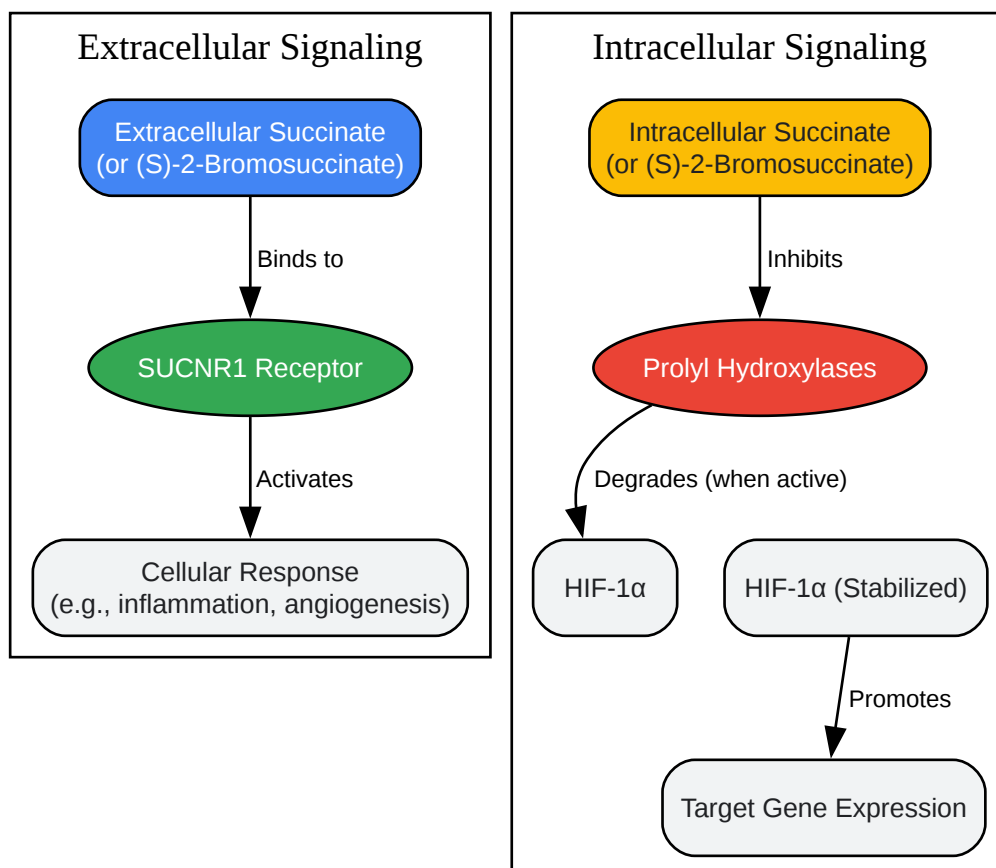 Extracellular Signaling
Extracellular Succinate
(or (S)-2-Bromosuccinate)
Binds to
SUCNR1 Receptor
Activates
Cellular Response
(e.g., inflammation, angiogenesis)
Intracellular Signaling
Intracellular Succinate
(or (S)-2-Bromosuccinate)
Inhibits
Prolyl Hydroxylases
Degrades (when active)
HIF-1α
HIF-1α (Stabilized)
Promotes
Target Gene Expression